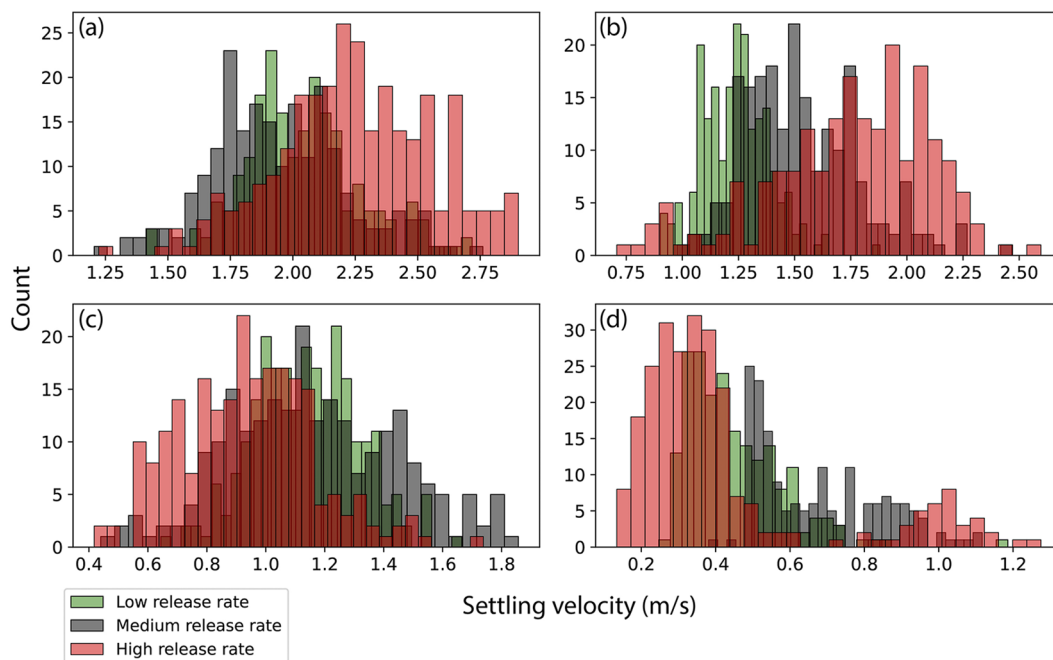 (a)
25
20
15
10
5
0
1.25 1.50 1.75 2.00 2.25 2.50 2.75
(b)
20
15
10
5
0
0.75 1.00 1.25 1.50 1.75 2.00 2.25 2.50
Count
(c)
20
15
10
5
0
0.4 0.6 0.8 1.0 1.2 1.4 1.6 1.8
(d)
30
25
20
15
10
5
0
0.2 0.4 0.6 0.8 1.0 1.2
Settling velocity (m/s)
Low release rate
Medium release rate
High release rate